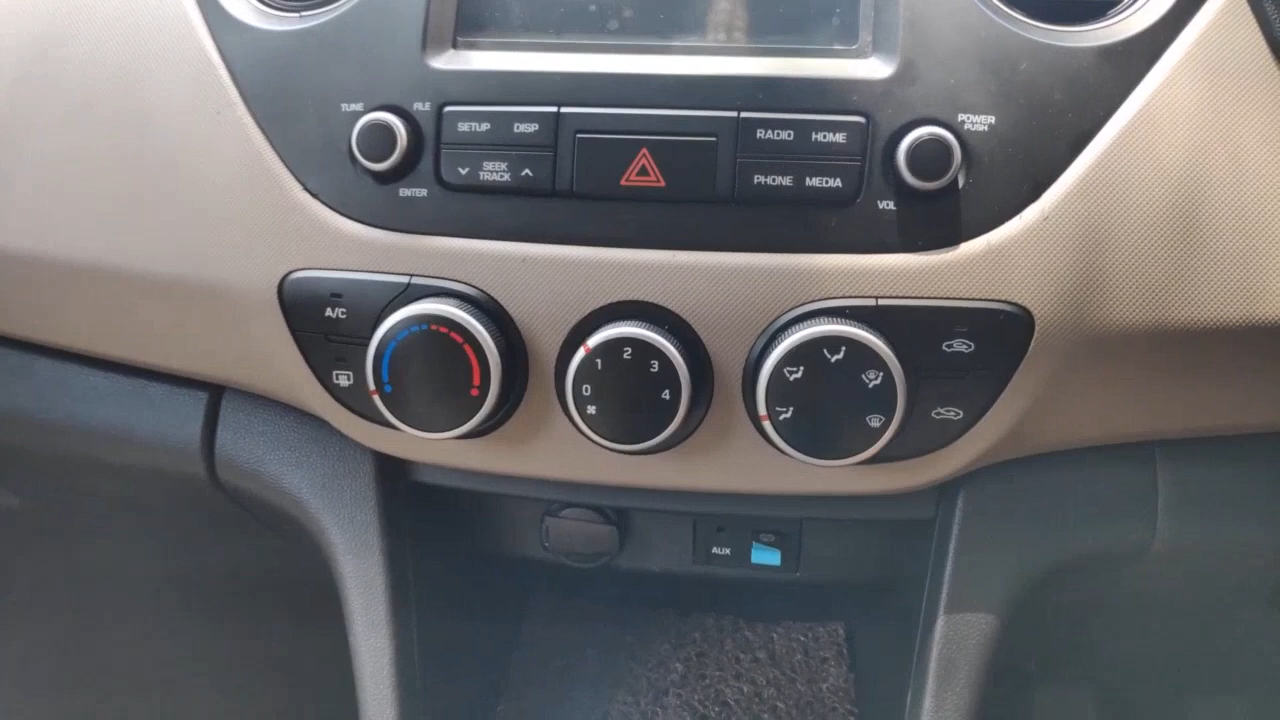 TUNE
FILE
ENTER
SETUP
DISP
SEEK
TRACK
RADIO
HOME
PHONE
MEDIA
POWER
PUSH
VOL
A/C
0
1
2
3
4
AUX